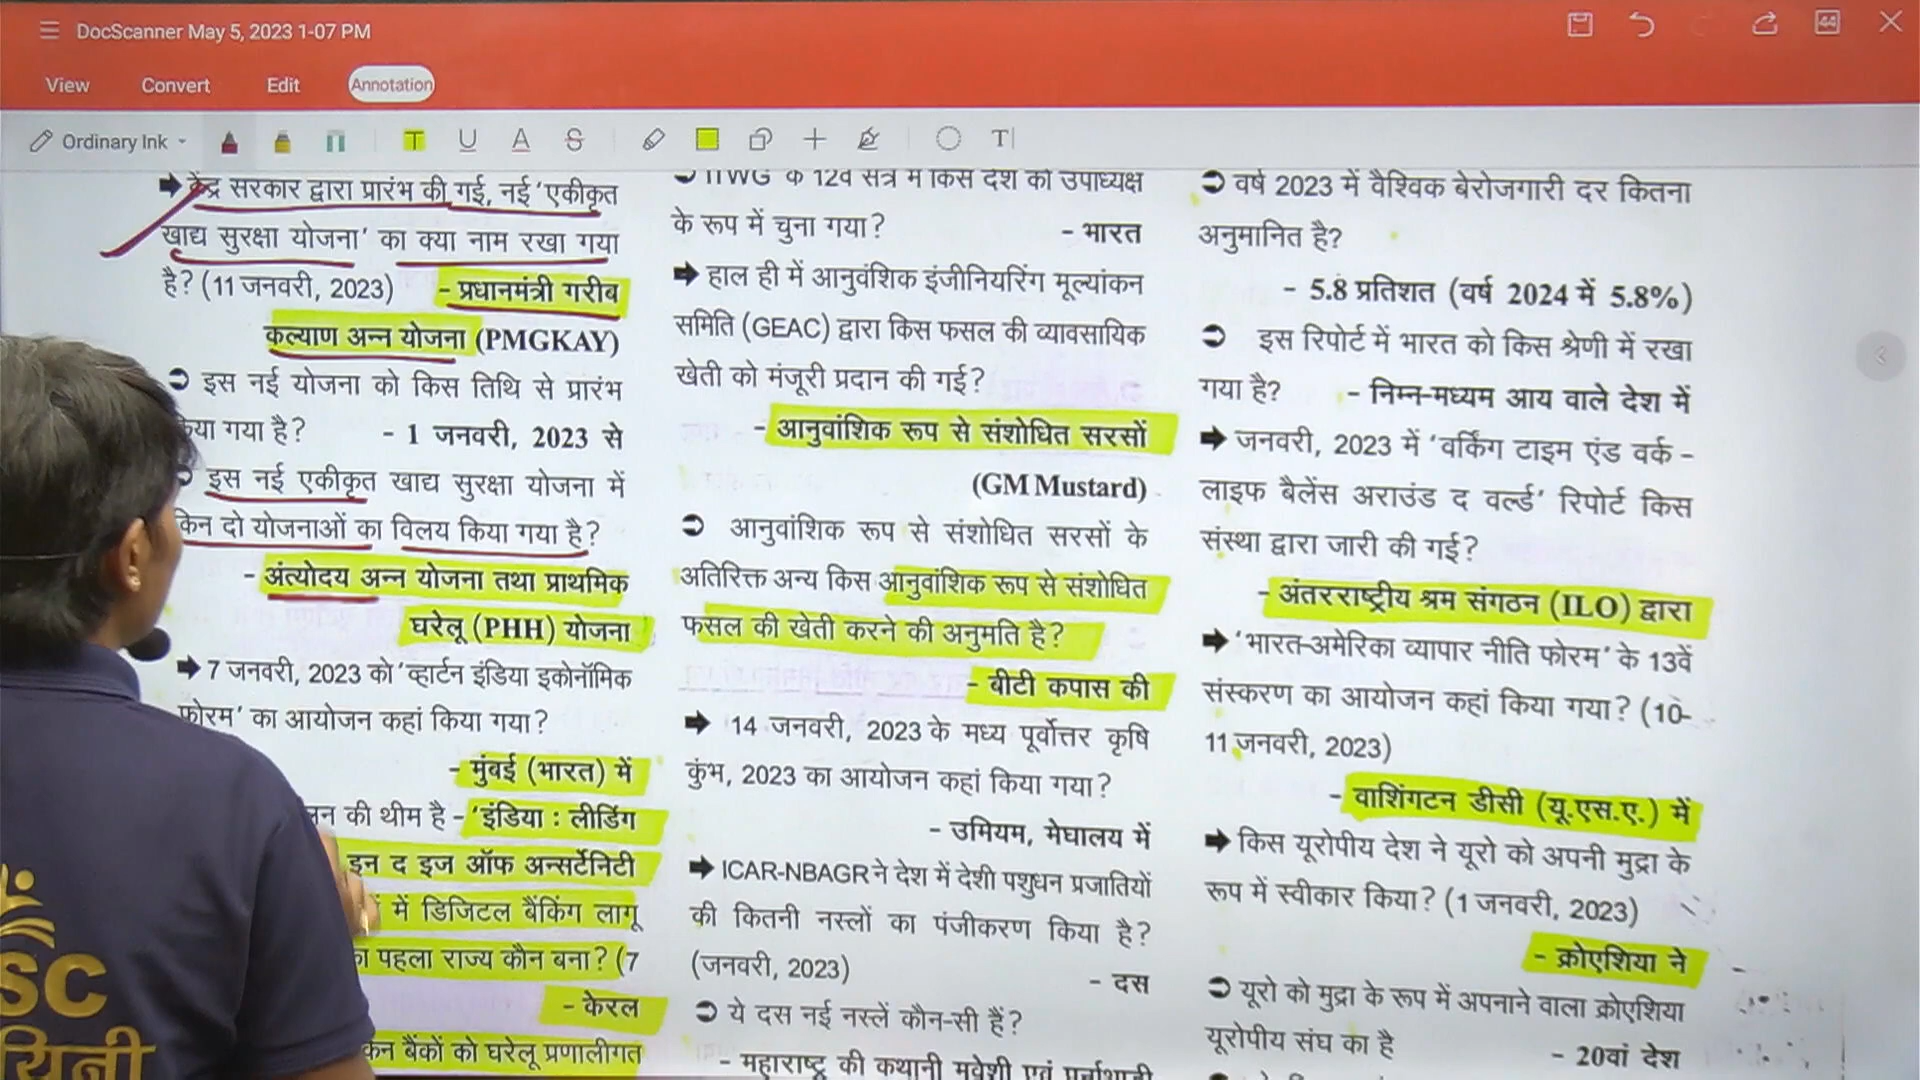 DocScanner May 5, 2023 1-07 PM
View Convert Edit Annotation
Ordinary Ink
➡ केंद्र सरकार द्वारा प्रारंभ की गई, नई 'एकीकृत
खाद्य सुरक्षा योजना' का क्या नाम रखा गया
है? (11 जनवरी, 2023) - प्रधानमंत्री गरीब
कल्याण अन्न योजना (PMGKAY)
➲ इस नई योजना को किस तिथि से प्रारंभ
गया है? - 1 जनवरी, 2023 से
इस नई एकीकृत खाद्य सुरक्षा योजना में
किन दो योजनाओं का विलय किया गया है?
- अंत्योदय अन्न योजना तथा प्राथमिक
घरेलू (PHH) योजना
➡ 7 जनवरी, 2023 को 'व्हार्टन इंडिया इकोनॉमिक
फोरम' का आयोजन कहां किया गया?
- मुंबई (भारत) में
की थीम है - 'इंडिया : लीडिंग
इन द इज ऑफ अन्सर्टेनिटी
में डिजिटल बैंकिंग लागू
पहला राज्य कौन बना? (7
- केरल
बैंकों को घरेलू प्रणालीगत
के 12वें सत्र में किस देश को उपाध्यक्ष
के रूप में चुना गया? - भारत
➡ हाल ही में आनुवंशिक इंजीनियरिंग मूल्यांकन
समिति (GEAC) द्वारा किस फसल की व्यावसायिक
खेती को मंजूरी प्रदान की गई?
- आनुवांशिक रूप से संशोधित सरसों
(GM Mustard)
➲ आनुवांशिक रूप से संशोधित सरसों के
अतिरिक्त अन्य किस आनुवांशिक रूप से संशोधित
फसल की खेती करने की अनुमति है?
- बीटी कपास की
➡ 14 जनवरी, 2023 के मध्य पूर्वोत्तर कृषि
कुंभ, 2023 का आयोजन कहां किया गया?
- उमियम, मेघालय में
➡ ICAR-NBAGR ने देश में देशी पशुधन प्रजातियों
की कितनी नस्लों का पंजीकरण किया है?
(जनवरी, 2023) - दस
➲ ये दस नई नस्लें कौन-सी हैं?
- महाराष्ट्र की कथानी मवेशी एवं
➲ वर्ष 2023 में वैश्विक बेरोजगारी दर कितना
अनुमानित है?
- 5.8 प्रतिशत (वर्ष 2024 में 5.8%)
➲ इस रिपोर्ट में भारत को किस श्रेणी में रखा
गया है? - निम्न-मध्यम आय वाले देश में
➡ जनवरी, 2023 में 'वर्किंग टाइम एंड वर्क -
लाइफ बैलेंस अराउंड द वर्ल्ड' रिपोर्ट किस
संस्था द्वारा जारी की गई?
- अंतरराष्ट्रीय श्रम संगठन (ILO) द्वारा
➡ 'भारत-अमेरिका व्यापार नीति फोरम' के 13वें
संस्करण का आयोजन कहां किया गया? (10-
11 जनवरी, 2023)
- वाशिंगटन डीसी (यू.एस.ए.) में
➡ किस यूरोपीय देश ने यूरो को अपनी मुद्रा के
रूप में स्वीकार किया? (1 जनवरी, 2023)
- क्रोएशिया ने
➲ यूरो को मुद्रा के रूप में अपनाने वाला क्रोएशिया
यूरोपीय संघ का है - 20वां देश
SC